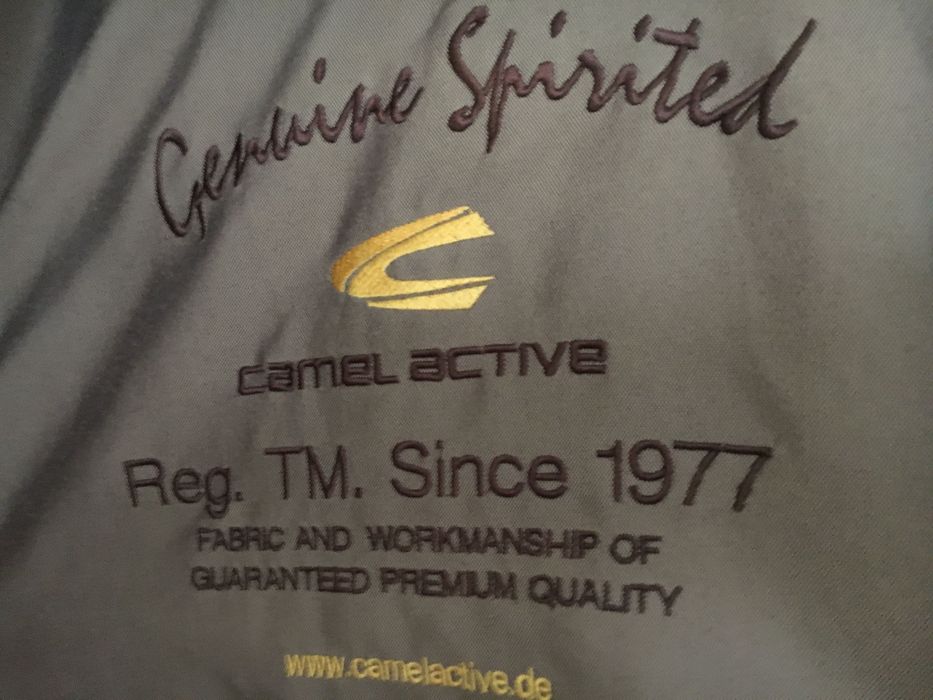 Genuine Spirited
camel active
Reg. TM. Since 1977
FABRIC AND WORKMANSHIP OF
GUARANTEED PREMIUM QUALITY
www.camelactive.de